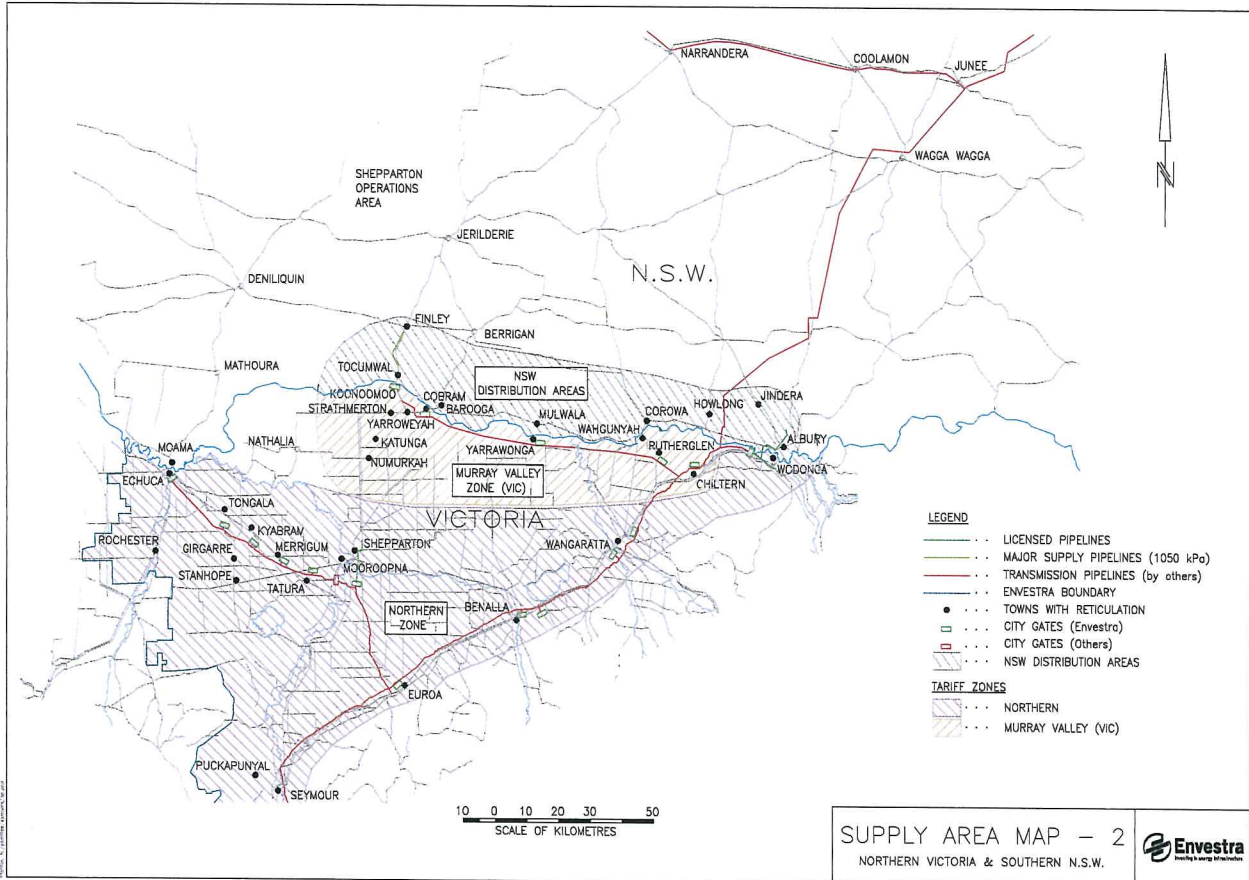 NARRANDERA
COOLAMON
JUNEE
WAGGA WAGGA
SHEPPARTON
OPERATIONS
AREA
JERILDERIE
N.S.W.
DENILIQUIN
FINLEY
BERRIGAN
MATHOURA
TOCUMWAL
NSW
DISTRIBUTION AREAS
KOONOOMOO
COBRAM
BAROOGA
STRATHMERTON
YARROWEYAH
MULWALA
COROWA
HOWLONG
JINDERA
WAHGUNYAH
RUTHERGLEN
ALBURY
WODONGA
NATHALIA
KATUNGA
YARRAWONGA
MOAMA
NUMURKAH
MURRAY VALLEY
ZONE (VIC)
CHILTERN
ECHUCA
VICTORIA
TONGALA
KYABRAM
ROCHESTER
GIRGARRE
MERRIGUM
SHEPPARTON
WANGARATTA
MOOROOPNA
STANHOPE
TATURA
NORTHERN
ZONE
BENALLA
EUROA
PUCKAPUNYAL
SEYMOUR
N
LEGEND
LICENSED PIPELINES
MAJOR SUPPLY PIPELINES (1050 kPa)
TRANSMISSION PIPELINES (by others)
ENVESTRA BOUNDARY
TOWNS WITH RETICULATION
CITY GATES (Envestra)
CITY GATES (Others)
NSW DISTRIBUTION AREAS
TARIFF ZONES
NORTHERN
MURRAY VALLEY (VIC)
10 0 10 20 30 50
SCALE OF KILOMETRES
SUPPLY AREA MAP - 2
NORTHERN VICTORIA & SOUTHERN N.S.W.
Envestra
Investing in energy infrastructure